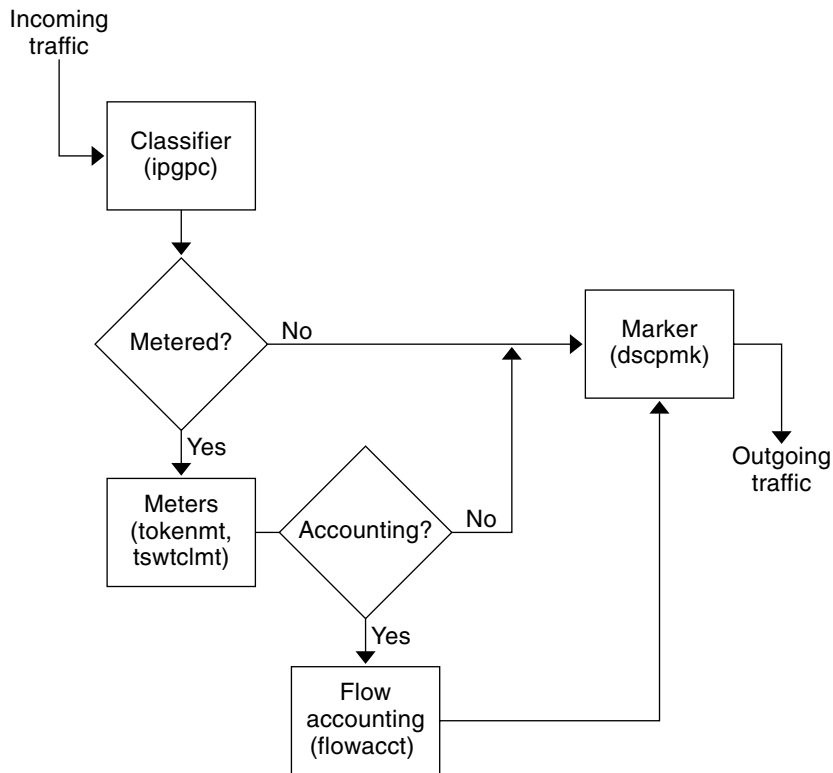 Incoming
traffic
Classifier
(ipgpc)
Metered?
No
Marker
(dscpmk)
Yes
Outgoing
traffic
Meters
(tokenmt,
tswtclmt)
Accounting?
No
Yes
Flow
accounting
(flowacct)